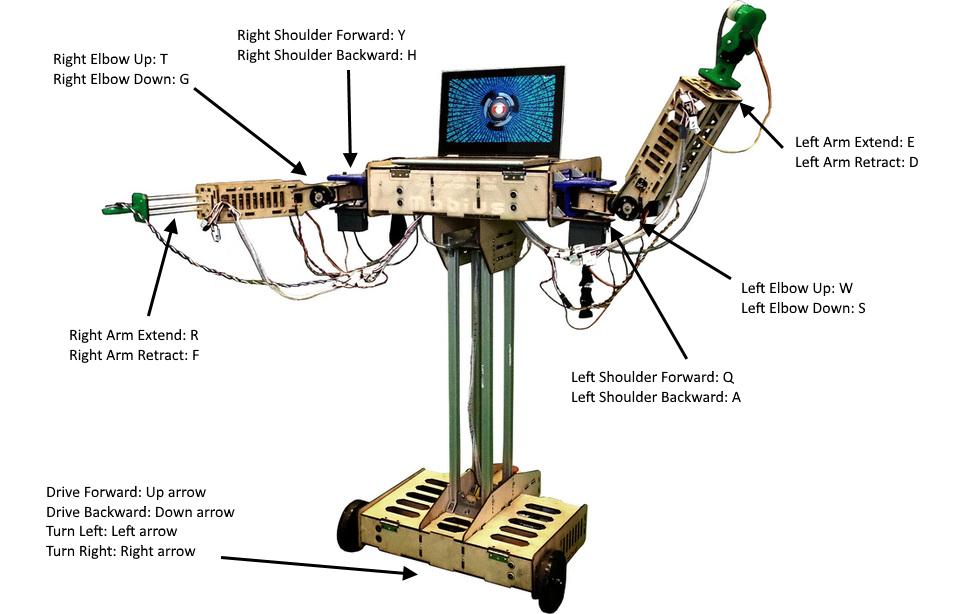 Right Shoulder Forward: Y
Right Shoulder Backward: H
Right Elbow Up: T
Right Elbow Down: G
Left Arm Extend: E
Left Arm Retract: D
mobius
Left Elbow Up: W
Left Elbow Down: S
Right Arm Extend: R
Right Arm Retract: F
Left Shoulder Forward: Q
Left Shoulder Backward: A
Drive Forward: Up arrow
Drive Backward: Down arrow
Turn Left: Left arrow
Turn Right: Right arrow